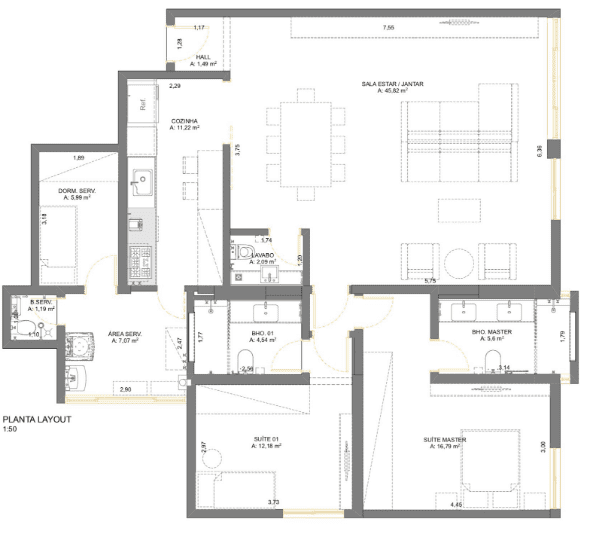 7,55
1,17
1,28
HALL
A: 1,49 m²
2,29
Ref.
SALA ESTAR / JANTAR
A: 45,82 m²
COZINHA
A: 11,22 m²
3,75
6,36
1,89
DORM. SERV.
A: 5,99 m²
3,18
1,74
LAVABO
A: 2,09 m²
1,20
5,75
B.SERV.
A: 1,19 m²
1,10
ÁREA SERV.
A: 7,07 m²
2,47
1,77
BHO. 01
A: 4,54 m²
2,56
BHO. MASTER
A: 5,6 m²
1,79
3,14
2,90
PLANTA LAYOUT
1:50
SUÍTE 01
A: 12,18 m²
2,97
3,73
SUÍTE MASTER
A: 16,79 m²
3,00
4,45